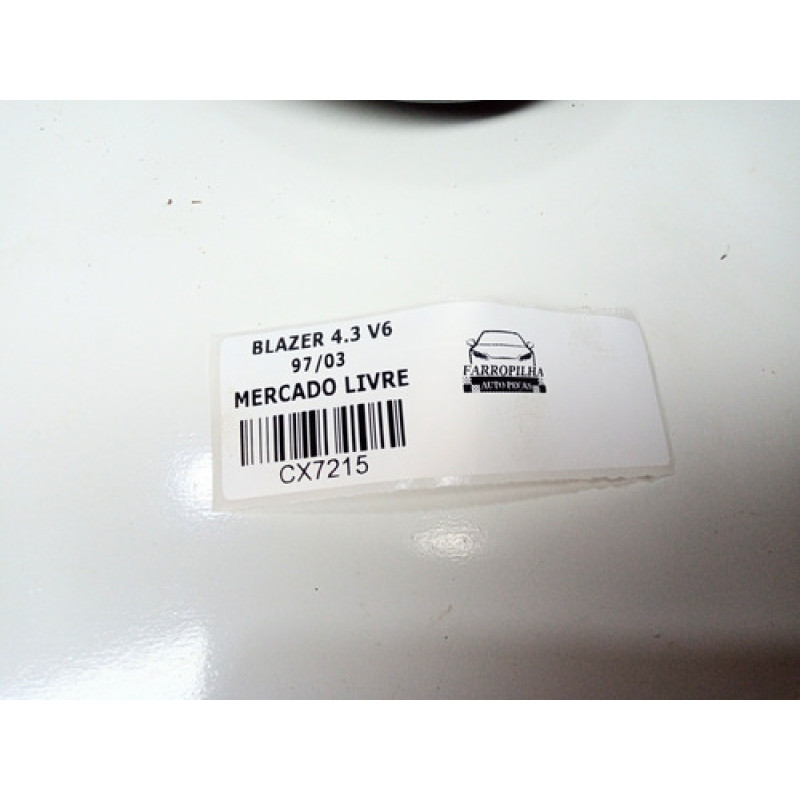 BLAZER 4.3 V6
97/03
MERCADO LIVRE
CX7215
FARROPILHA
AUTO PEÇAS